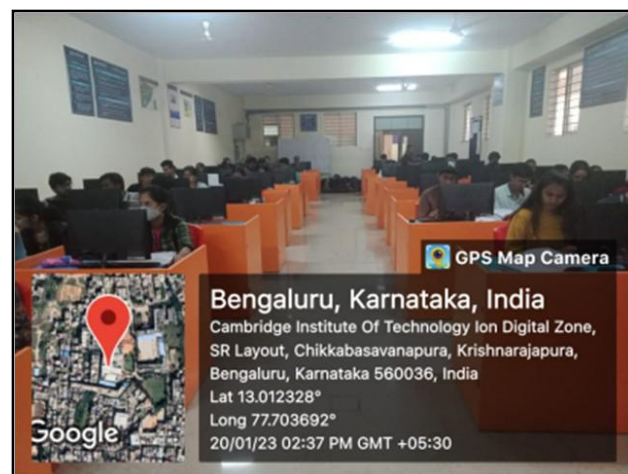 GPS Map Camera
Bengaluru, Karnataka, India
Cambridge Institute Of Technology Ion Digital Zone,
SR Layout, Chikkabasavanapura, Krishnarajapura,
Bengaluru, Karnataka 560036, India
Lat 13.012328°
Long 77.703692°
20/01/23 02:37 PM GMT +05:30
Google